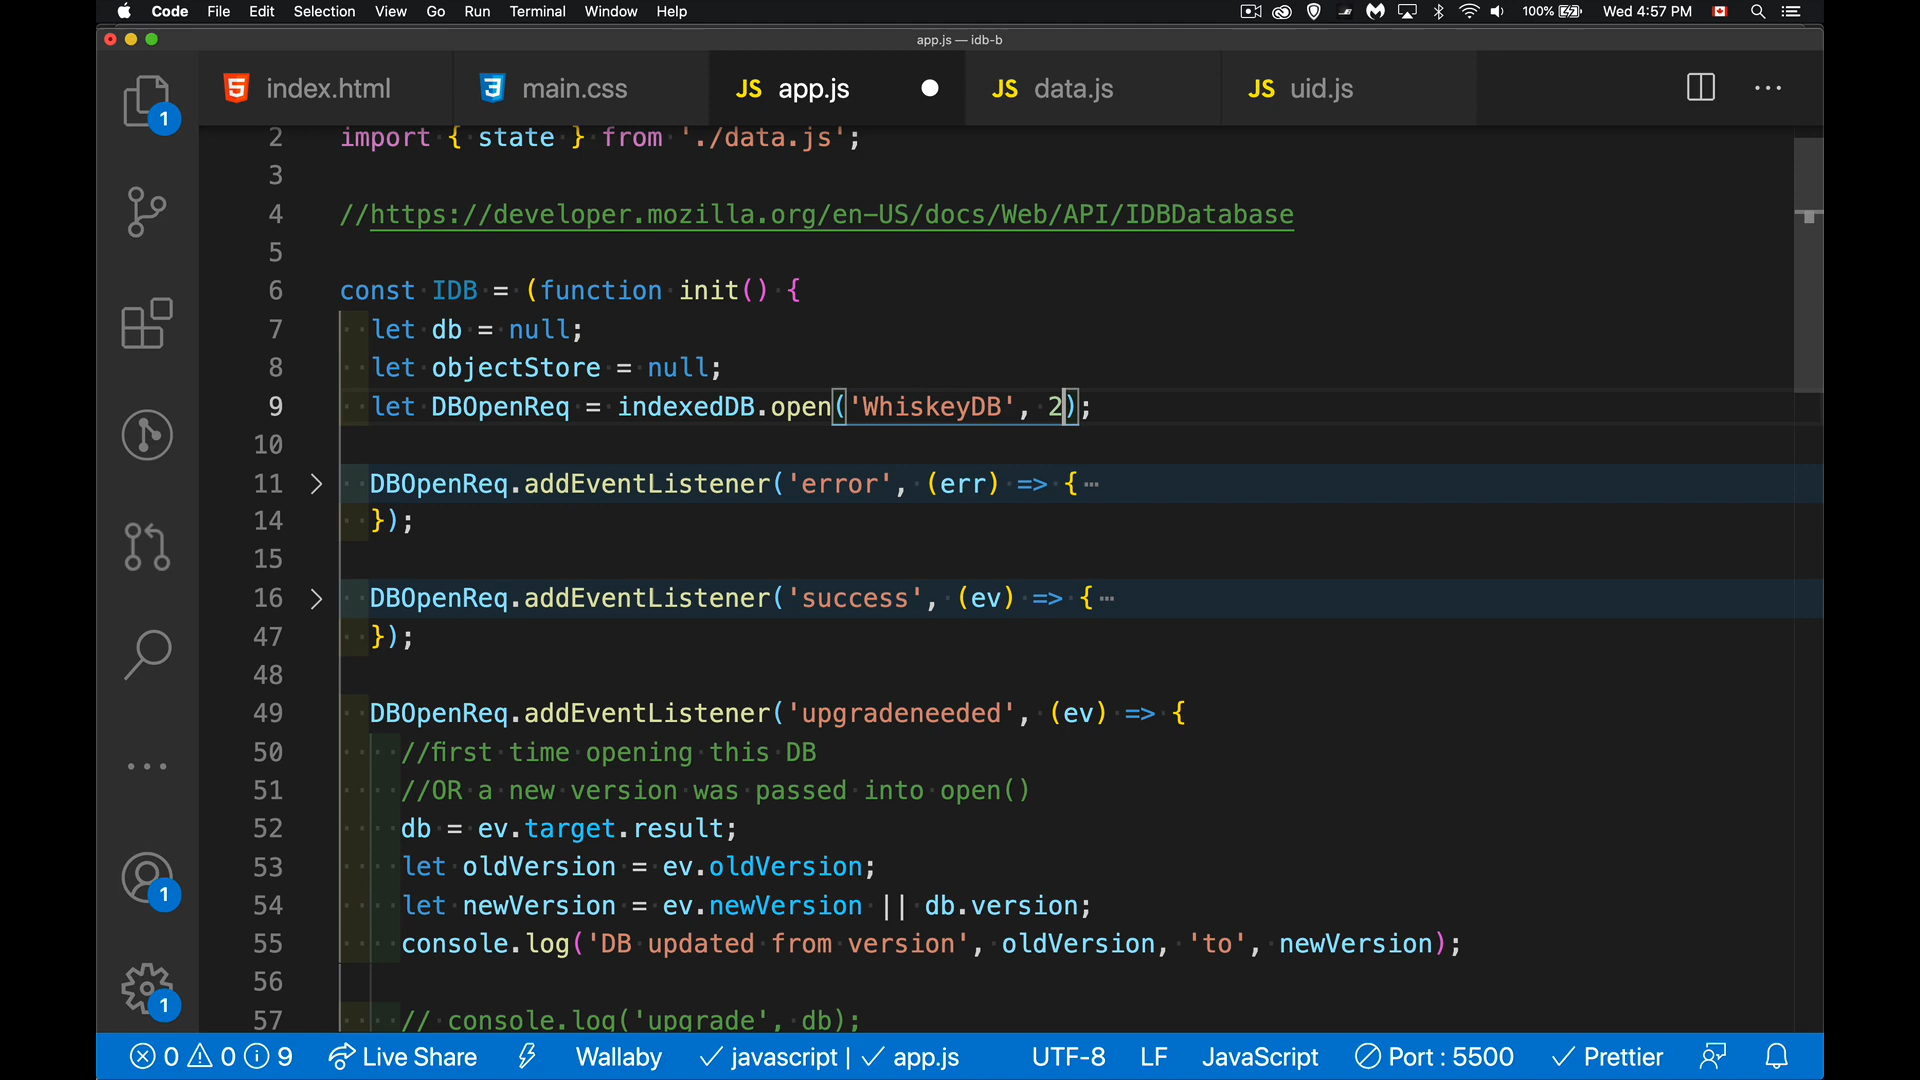 Code File Edit Selection View Go Run Terminal Window Help 100% Wed 4:57 PM
app.js — idb-b
index.html main.css JS app.js JS data.js JS uid.js
1
2 import { state } from './data.js';
3
4 //https://developer.mozilla.org/en-US/docs/Web/API/IDBDatabase
5
6 const IDB = (function init() {
7 let db = null;
8 let objectStore = null;
9 let DBOpenReq = indexedDB.open('WhiskeyDB', 2);
10
11 DBOpenReq.addEventListener('error', (err) => {…
14 });
15
16 DBOpenReq.addEventListener('success', (ev) => {…
47 });
48
49 DBOpenReq.addEventListener('upgradeneeded', (ev) => {
50 //first time opening this DB
51 //OR a new version was passed into open()
52 db = ev.target.result;
53 let oldVersion = ev.oldVersion;
1
54 let newVersion = ev.newVersion || db.version;
55 console.log('DB updated from version', oldVersion, 'to', newVersion);
56
1
57 // console.log('upgrade', db);
0 0 9 Live Share Wallaby javascript | app.js UTF-8 LF JavaScript Port : 5500 Prettier